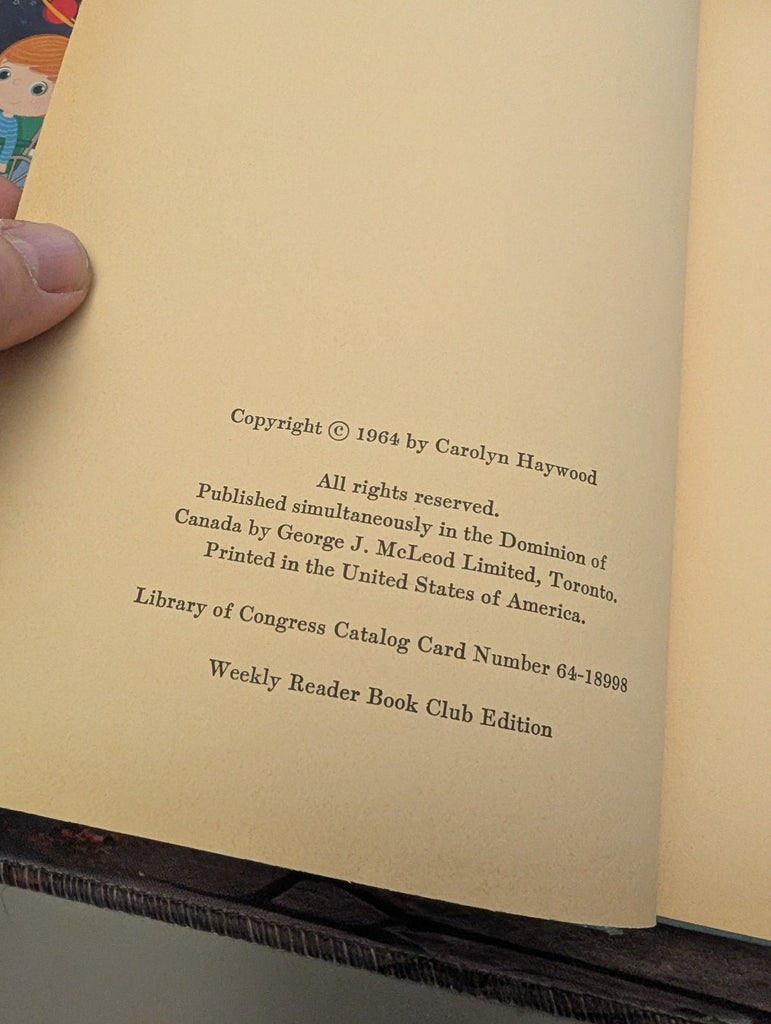 Copyright © 1964 by Carolyn Haywood
All rights reserved.
Published simultaneously in the Dominion of
Canada by George J. McLeod Limited, Toronto.
Printed in the United States of America.
Library of Congress Catalog Card Number 64-18998
Weekly Reader Book Club Edition